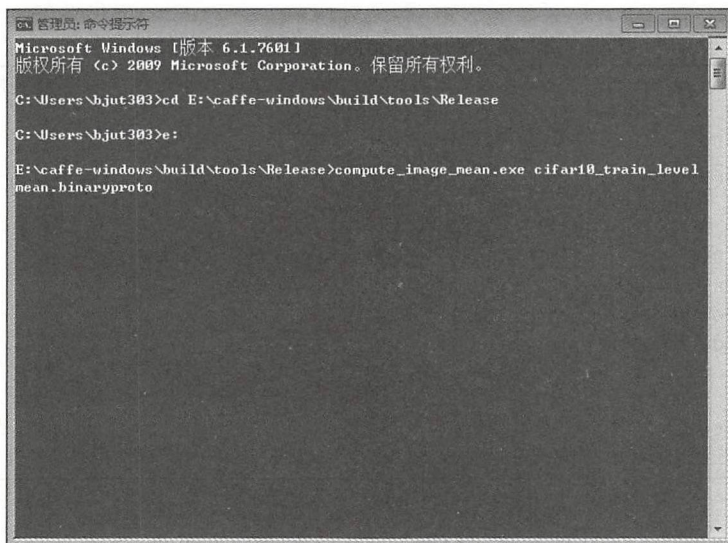 管理员: 命令提示符
Microsoft Windows [版本 6.1.7601]
版权所有 (c) 2009 Microsoft Corporation。保留所有权利。
C:\Users\bjut303>cd E:\caffe-windows\build\tools\Release
C:\Users\bjut303>e:
E:\caffe-windows\build\tools\Release>compute_image_mean.exe cifar10_train_level
mean.binaryproto